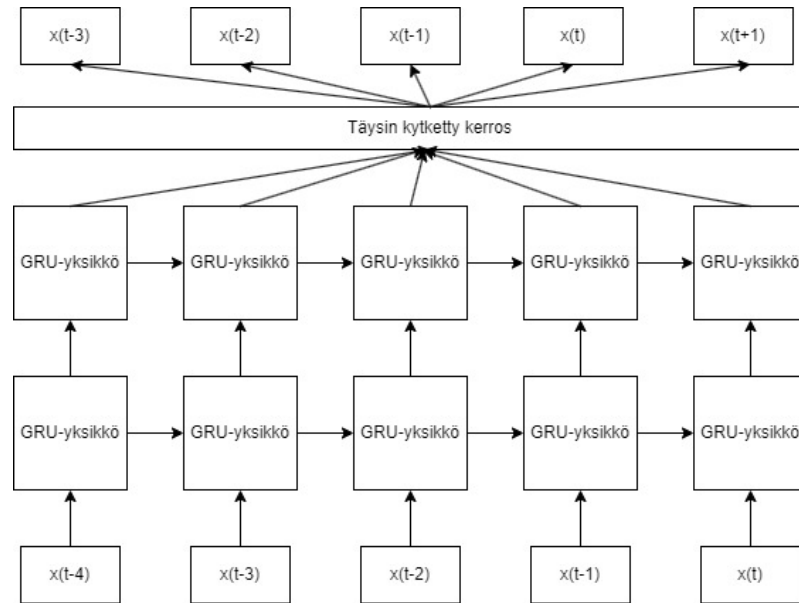 x(t-3) x(t-2) x(t-1) x(t) x(t+1)
Täysin kytketty kerros
GRU-yksikkö GRU-yksikkö GRU-yksikkö GRU-yksikkö GRU-yksikkö
GRU-yksikkö GRU-yksikkö GRU-yksikkö GRU-yksikkö GRU-yksikkö
x(t-4) x(t-3) x(t-2) x(t-1) x(t)